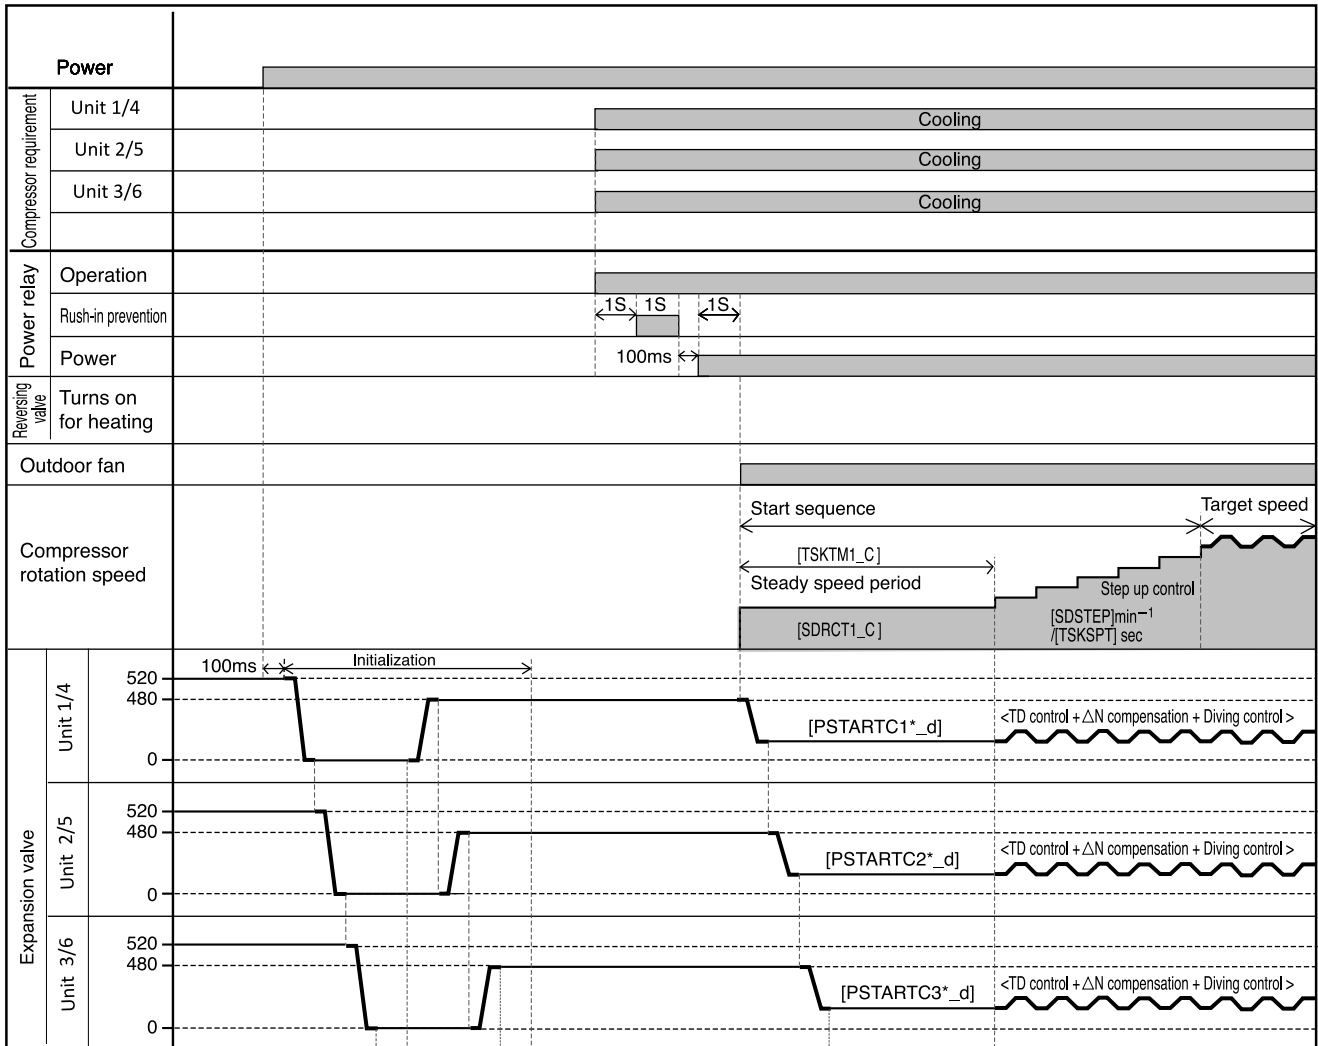 Power
Compressor requirement
Unit 1/4
Cooling
Unit 2/5
Cooling
Unit 3/6
Cooling
Power relay
Operation
Rush-in prevention
1S 1S 1S
Power
100ms
Reversing
valve
Turns on
for heating
Outdoor fan
Compressor
rotation speed
Start sequence
Target speed
[TSKTM1_C]
Steady speed period
[SDRCT1_C]
Step up control
[SDSTEP]min⁻¹
/[TSKSPT] sec
Expansion valve
Unit 1/4
100ms
Initialization
520
480
0
[PSTARTC1*_d]
<TD control + △N compensation + Diving control >
Unit 2/5
520
480
0
[PSTARTC2*_d]
<TD control + △N compensation + Diving control >
Unit 3/6
520
480
0
[PSTARTC3*_d]
<TD control + △N compensation + Diving control >